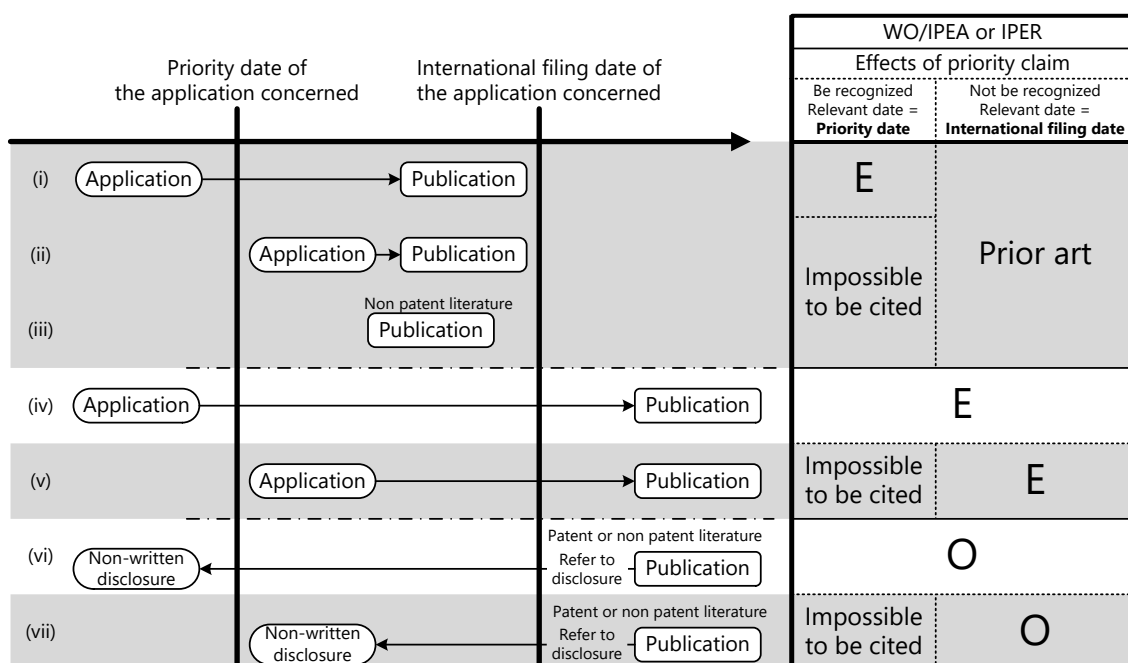 WO/IPEA or IPER
Effects of priority claim
Priority date of
the application concerned
International filing date of
the application concerned
Be recognized
Relevant date =
Priority date
Not be recognized
Relevant date =
International filing date
(i)
Application
Publication
E
Prior art
(ii)
Application
Publication
Impossible
to be cited
Non patent literature
(iii)
Publication
(iv)
Application
Publication
E
(v)
Application
Publication
Impossible
to be cited
E
Patent or non patent literature
(vi)
Non-written
disclosure
Refer to
disclosure
Publication
O
Patent or non patent literature
(vii)
Non-written
disclosure
Refer to
disclosure
Publication
Impossible
to be cited
O